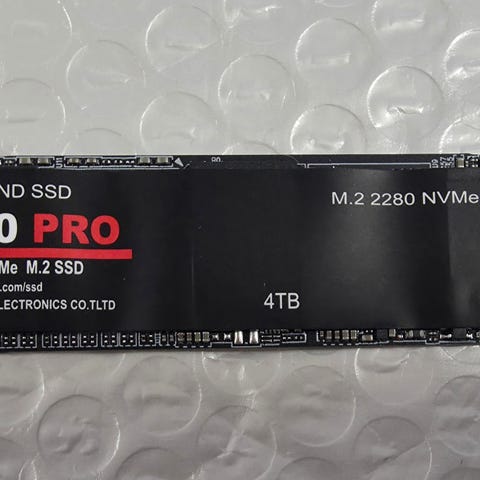 ND SSD
M.2 2280 NVMe
0 PRO
Me M.2 SSD
.com/ssd
LECTRONICS CO.TLTD
4TB